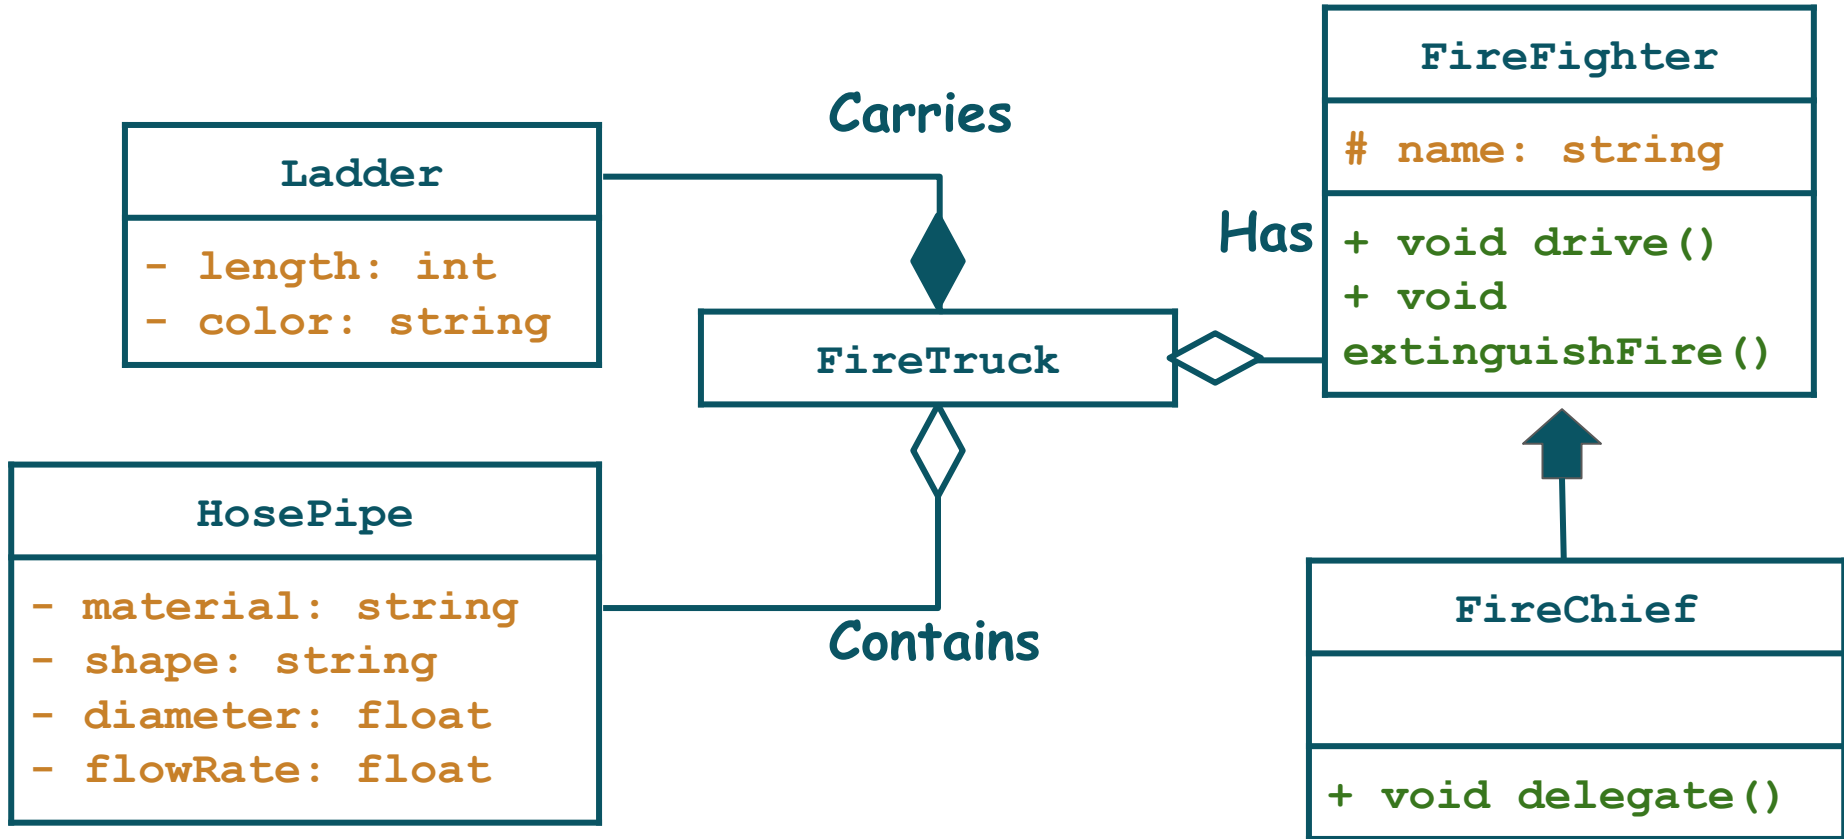 Ladder
- length: int
- color: string
Carries
FireTruck
HosePipe
- material: string
- shape: string
- diameter: float
- flowRate: float
Contains
Has
FireFighter
# name: string
+ void drive()
+ void
extinguishFire()
FireChief
+ void delegate()